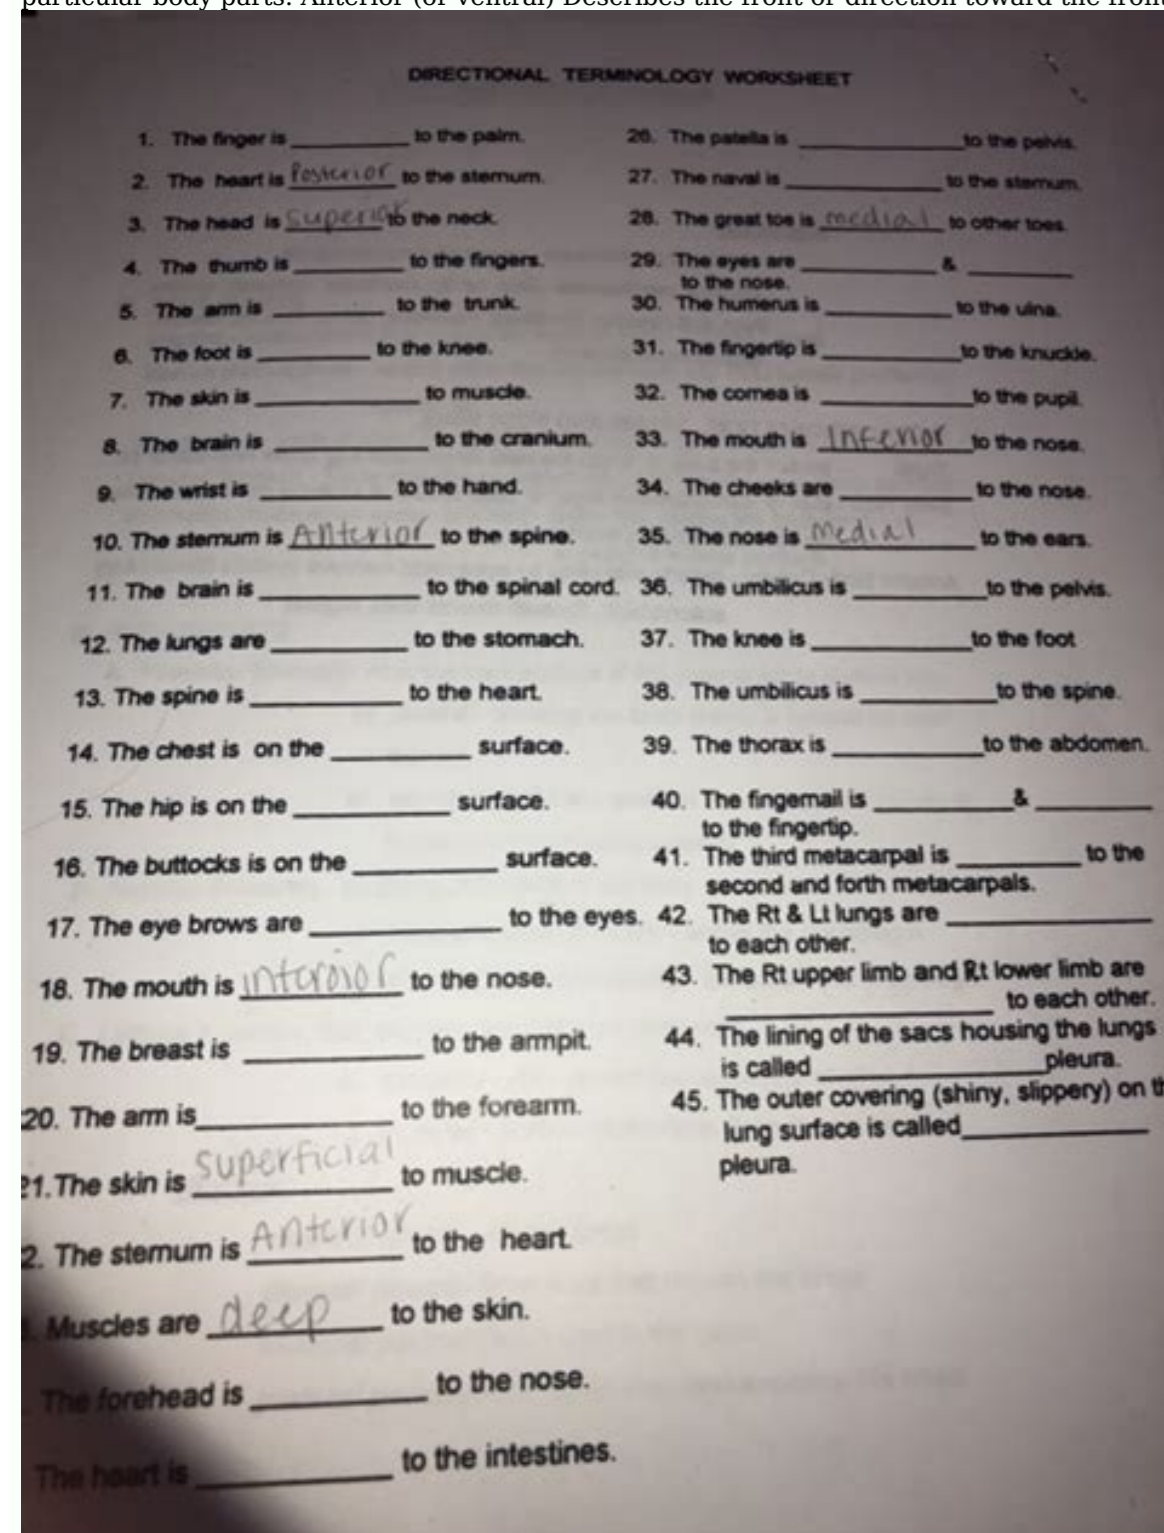 particular body parts. Anterior (or ventral) Describes the front or direction toward the front
DIRECTIONAL TERMINOLOGY WORKSHEET
1. The finger is __________ to the palm.
2. The heart is Posterior to the sternum.
3. The head is superior to the neck.
4. The thumb is __________ to the fingers.
5. The arm is __________ to the trunk.
6. The foot is __________ to the knee.
7. The skin is __________ to muscle.
8. The brain is __________ to the cranium.
9. The wrist is __________ to the hand.
10. The sternum is Anterior to the spine.
11. The brain is __________ to the spinal cord.
12. The lungs are __________ to the stomach.
13. The spine is __________ to the heart.
14. The chest is on the __________ surface.
15. The hip is on the __________ surface.
16. The buttocks is on the __________ surface.
17. The eye brows are __________ to the eyes.
18. The mouth is to the nose.
19. The breast is __________ to the armpit.
20. The arm is __________ to the forearm.
21. The skin is superficial to muscle.
2. The sternum is Anterior to the heart.
Muscles are deep to the skin.
The forehead is __________ to the nose.
The heart is __________ to the intestines.
26. The patella is __________ to the pelvis.
27. The naval is __________ to the sternum.
28. The great toe is medial to other toes.
29. The eyes are __________ & __________
to the nose.
30. The humerus is __________ to the ulna.
31. The fingertip is __________ to the knuckle.
32. The cornea is __________ to the pupil.
33. The mouth is Inferior to the nose.
34. The cheeks are __________ to the nose.
35. The nose is Medial to the ears.
36. The umbilicus is __________ to the pelvis.
37. The knee is __________ to the foot
38. The umbilicus is __________ to the spine.
39. The thorax is __________ to the abdomen.
40. The fingernail is __________ & __________
to the fingertip.
41. The third metacarpal is __________ to the
second and forth metacarpals.
42. The Rt & Lt lungs are __________
to each other.
43. The Rt upper limb and Rt lower limb are
__________ to each other.
44. The lining of the sacs housing the lungs
is called __________ pleura.
45. The outer covering (shiny, slippery) on th
lung surface is called __________
pleura.